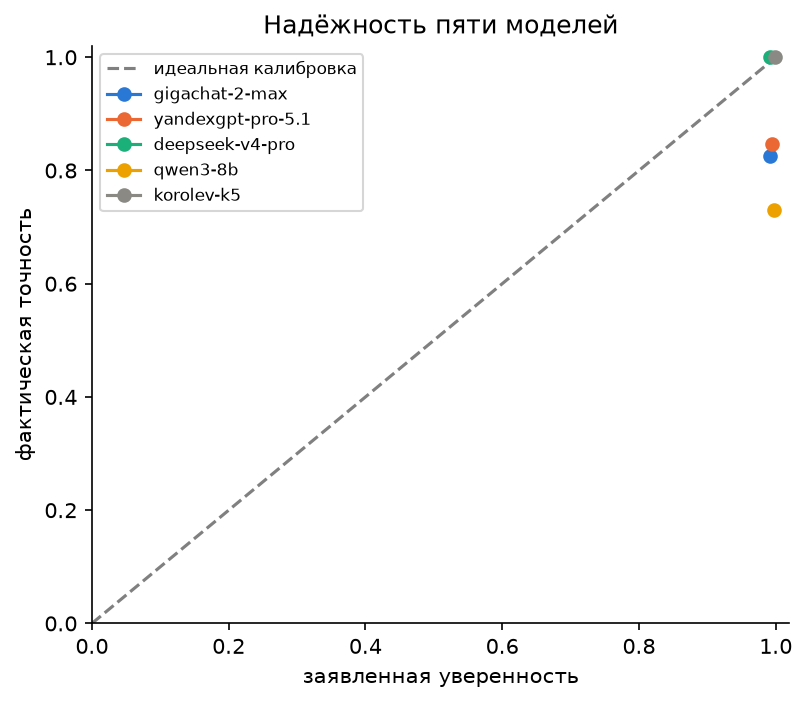 Надёжность пяти моделей
идеальная калибровка
gigachat-2-max
yandexgpt-pro-5.1
deepseek-v4-pro
qwen3-8b
korolev-k5
фактическая точность
1.0
0.8
0.6
0.4
0.2
0.0
0.0 0.2 0.4 0.6 0.8 1.0
заявленная уверенность